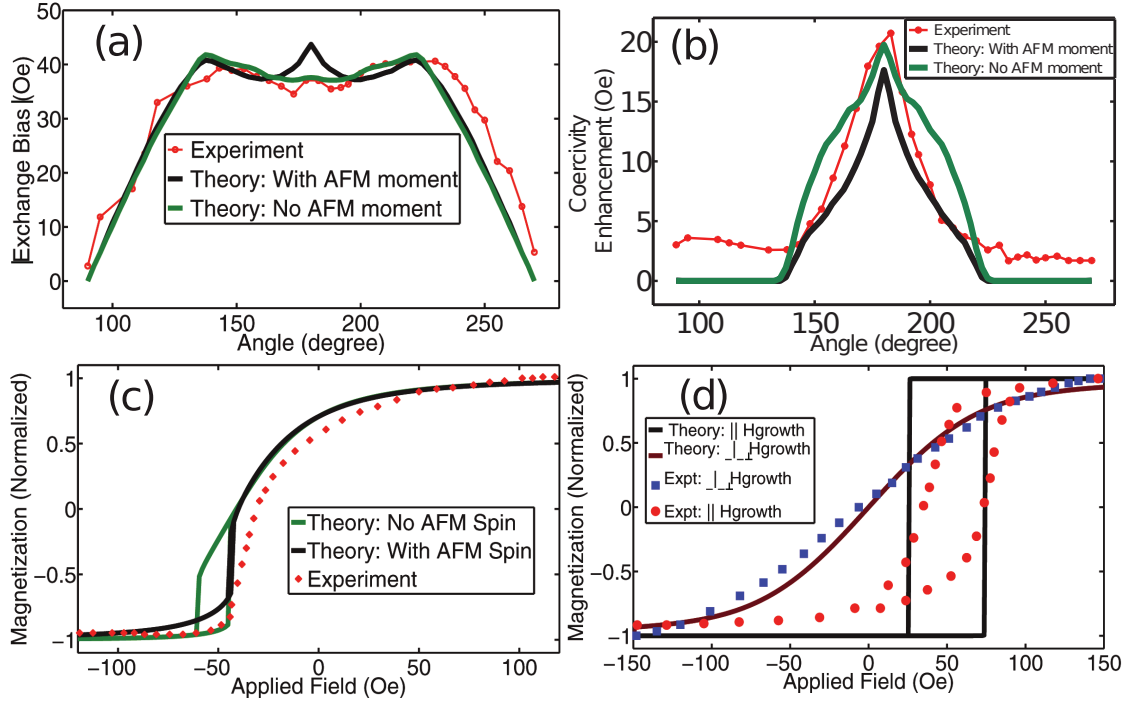 (a)
|Exchange Bias|(Oe)
50
40
30
20
10
0
Experiment
Theory: With AFM moment
Theory: No AFM moment
100 150 200 250
Angle (degree)
(b)
Coercivity
Enhancement (Oe)
20
15
10
5
0
Experiment
Theory: With AFM moment
Theory: No AFM moment
100 150 200 250
Angle (degree)
(c)
Magnetization (Normalized)
1
0.5
0
−0.5
−1
Theory: No AFM Spin
Theory: With AFM Spin
Experiment
−100 −50 0 50 100
Applied Field (Oe)
(d)
Magnetization (Normalized)
1
0.5
0
−0.5
−1
Theory: || Hgrowth
Theory: _|_⊥Hgrowth
Expt: _|_⊥Hgrowth
Expt: || Hgrowth
−150 −100 −50 0 50 100 150
Applied Field (Oe)